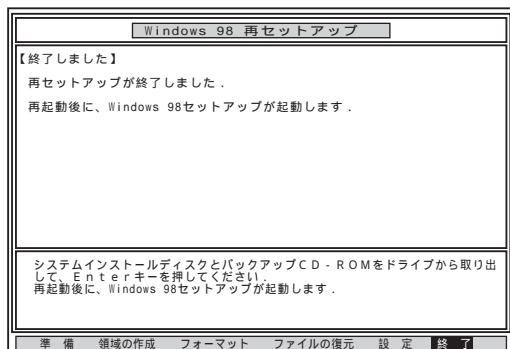 Windows 98 再セットアップ
【終了しました】
再セットアップが終了しました．
再起動後に、Windows 98セットアップが起動します．
システムインストールディスクとバックアップＣＤ‐ＲＯＭをドライブから取り出
して、Ｅｎｔｅｒキーを押してください．
再起動後に、Windows 98セットアップが起動します．
準　備　領域の作成　フォーマット　ファイルの復元　設　定　終　了